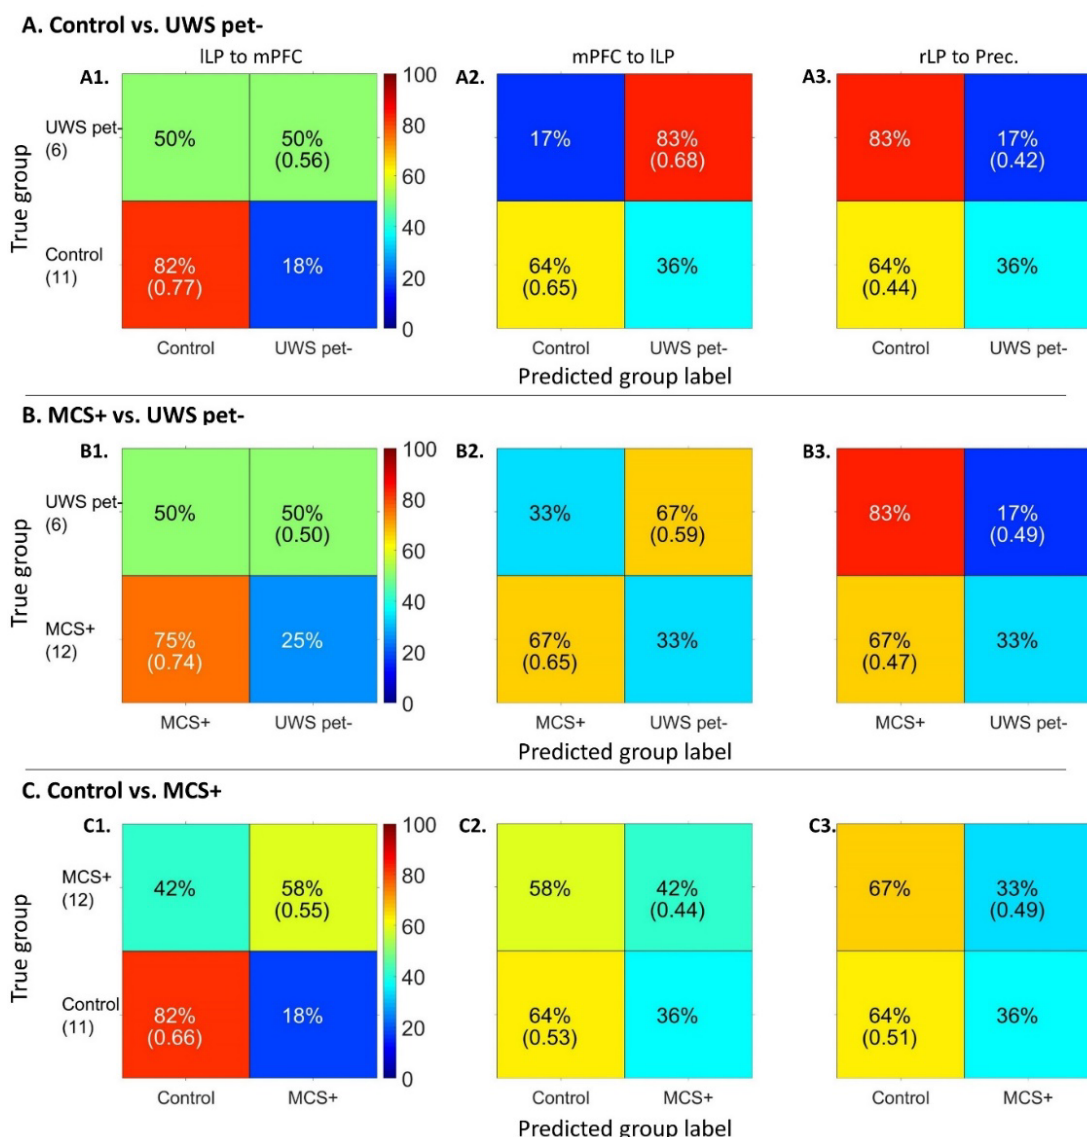 A. Control vs. UWS pet-
lLP to mPFC
mPFC to lLP
rLP to Prec.
A1.
A2.
A3.
True group
UWS pet-
(6)
Control
(11)
50%
50%
(0.56)
82%
(0.77)
18%
100
80
60
40
20
0
Control
UWS pet-
17%
83%
(0.68)
64%
(0.65)
36%
Control
UWS pet-
83%
17%
(0.42)
64%
(0.44)
36%
Control
UWS pet-
Predicted group label
B. MCS+ vs. UWS pet-
B1.
B2.
B3.
True group
UWS pet-
(6)
MCS+
(12)
50%
50%
(0.50)
75%
(0.74)
25%
100
80
60
40
20
0
MCS+
UWS pet-
33%
67%
(0.59)
67%
(0.65)
33%
MCS+
UWS pet-
83%
17%
(0.49)
67%
(0.47)
33%
MCS+
UWS pet-
Predicted group label
C. Control vs. MCS+
C1.
C2.
C3.
True group
MCS+
(12)
Control
(11)
42%
58%
(0.55)
82%
(0.66)
18%
100
80
60
40
20
0
Control
MCS+
58%
42%
(0.44)
64%
(0.53)
36%
Control
MCS+
67%
33%
(0.49)
64%
(0.51)
36%
Control
MCS+
Predicted group label